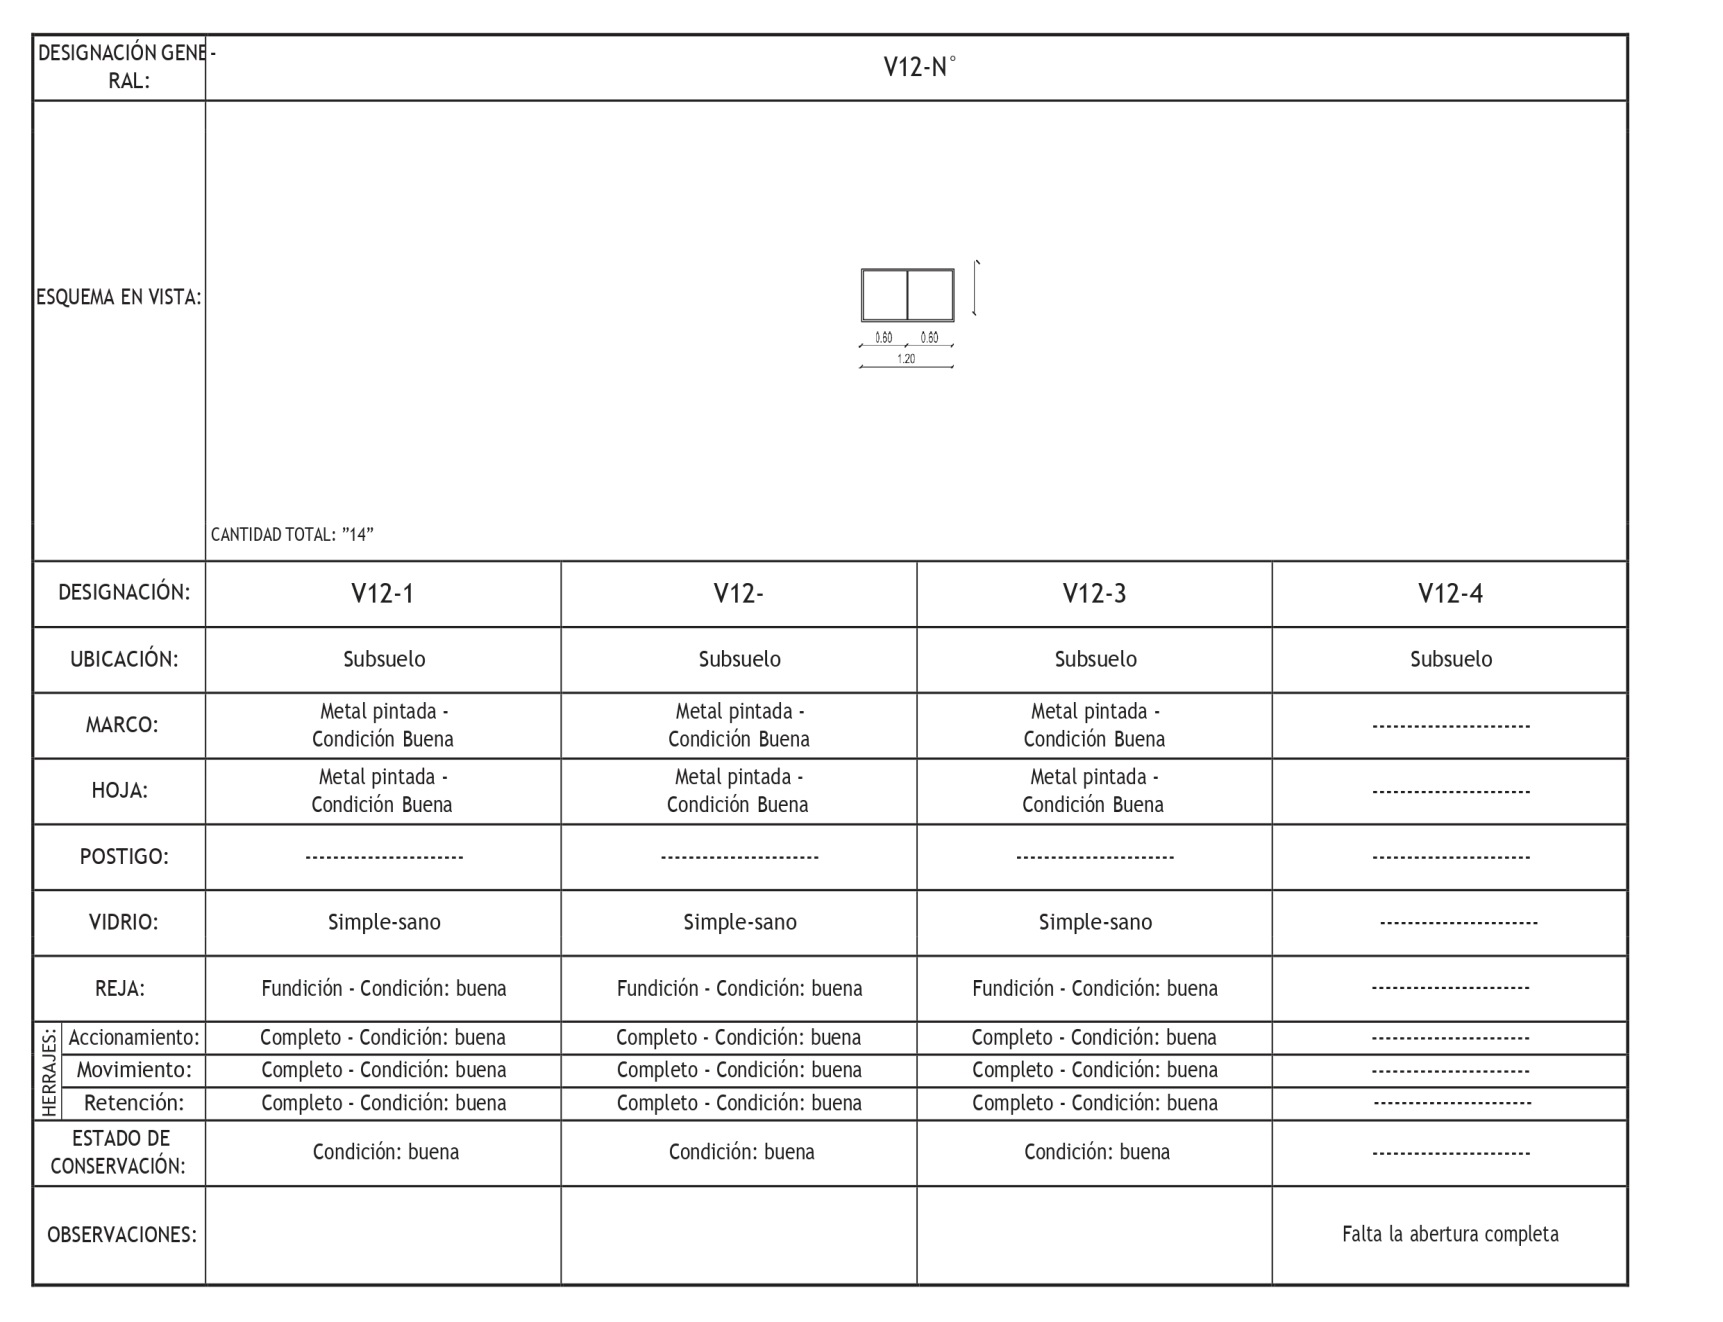 DESIGNACIÓN GENE-
RAL:
V12-N°
ESQUEMA EN VISTA:
0.60 0.60
1.20
CANTIDAD TOTAL: ”14”
DESIGNACIÓN: V12-1 V12- V12-3 V12-4
UBICACIÓN: Subsuelo Subsuelo Subsuelo Subsuelo
MARCO: Metal pintada - Metal pintada - Metal pintada - ----------------------
Condición Buena Condición Buena Condición Buena
HOJA: Metal pintada - Metal pintada - Metal pintada - ----------------------
Condición Buena Condición Buena Condición Buena
POSTIGO: ---------------------- ---------------------- ---------------------- ----------------------
VIDRIO: Simple-sano Simple-sano Simple-sano ----------------------
REJA: Fundición - Condición: buena Fundición - Condición: buena Fundición - Condición: buena ----------------------
HERRAJES:
Accionamiento: Completo - Condición: buena Completo - Condición: buena Completo - Condición: buena ----------------------
Movimiento: Completo - Condición: buena Completo - Condición: buena Completo - Condición: buena ----------------------
Retención: Completo - Condición: buena Completo - Condición: buena Completo - Condición: buena ----------------------
ESTADO DE
CONSERVACIÓN: Condición: buena Condición: buena Condición: buena ----------------------
OBSERVACIONES: Falta la abertura completa